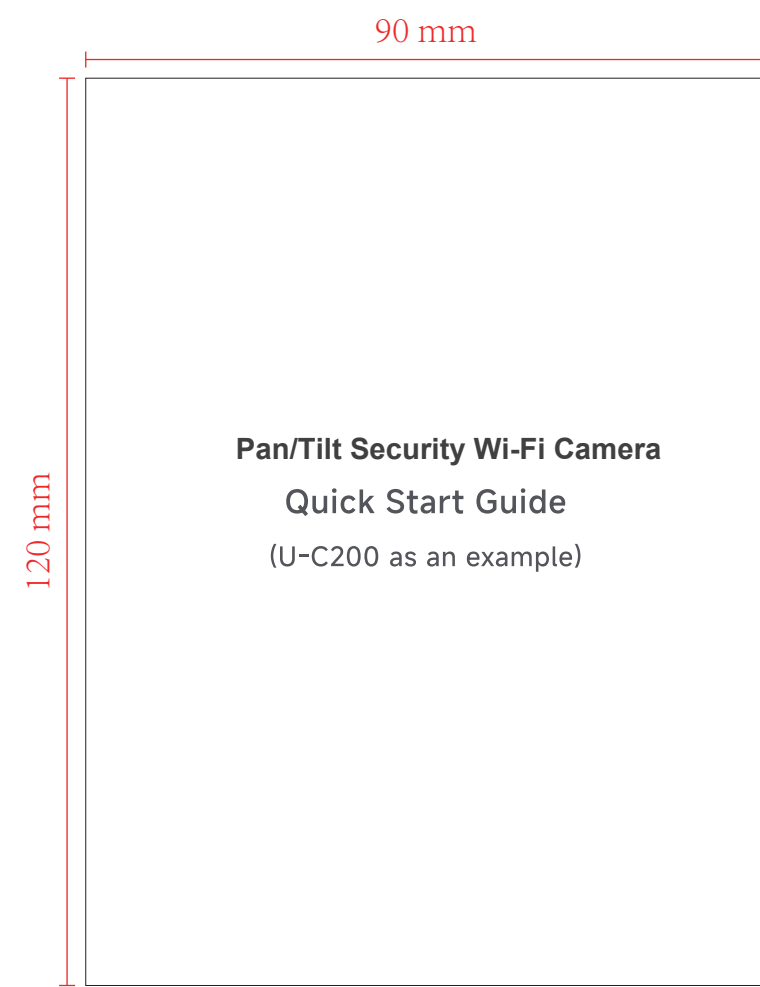 90 mm
120 mm
Pan/Tilt Security Wi-Fi Camera
Quick Start Guide
(U-C200 as an example)